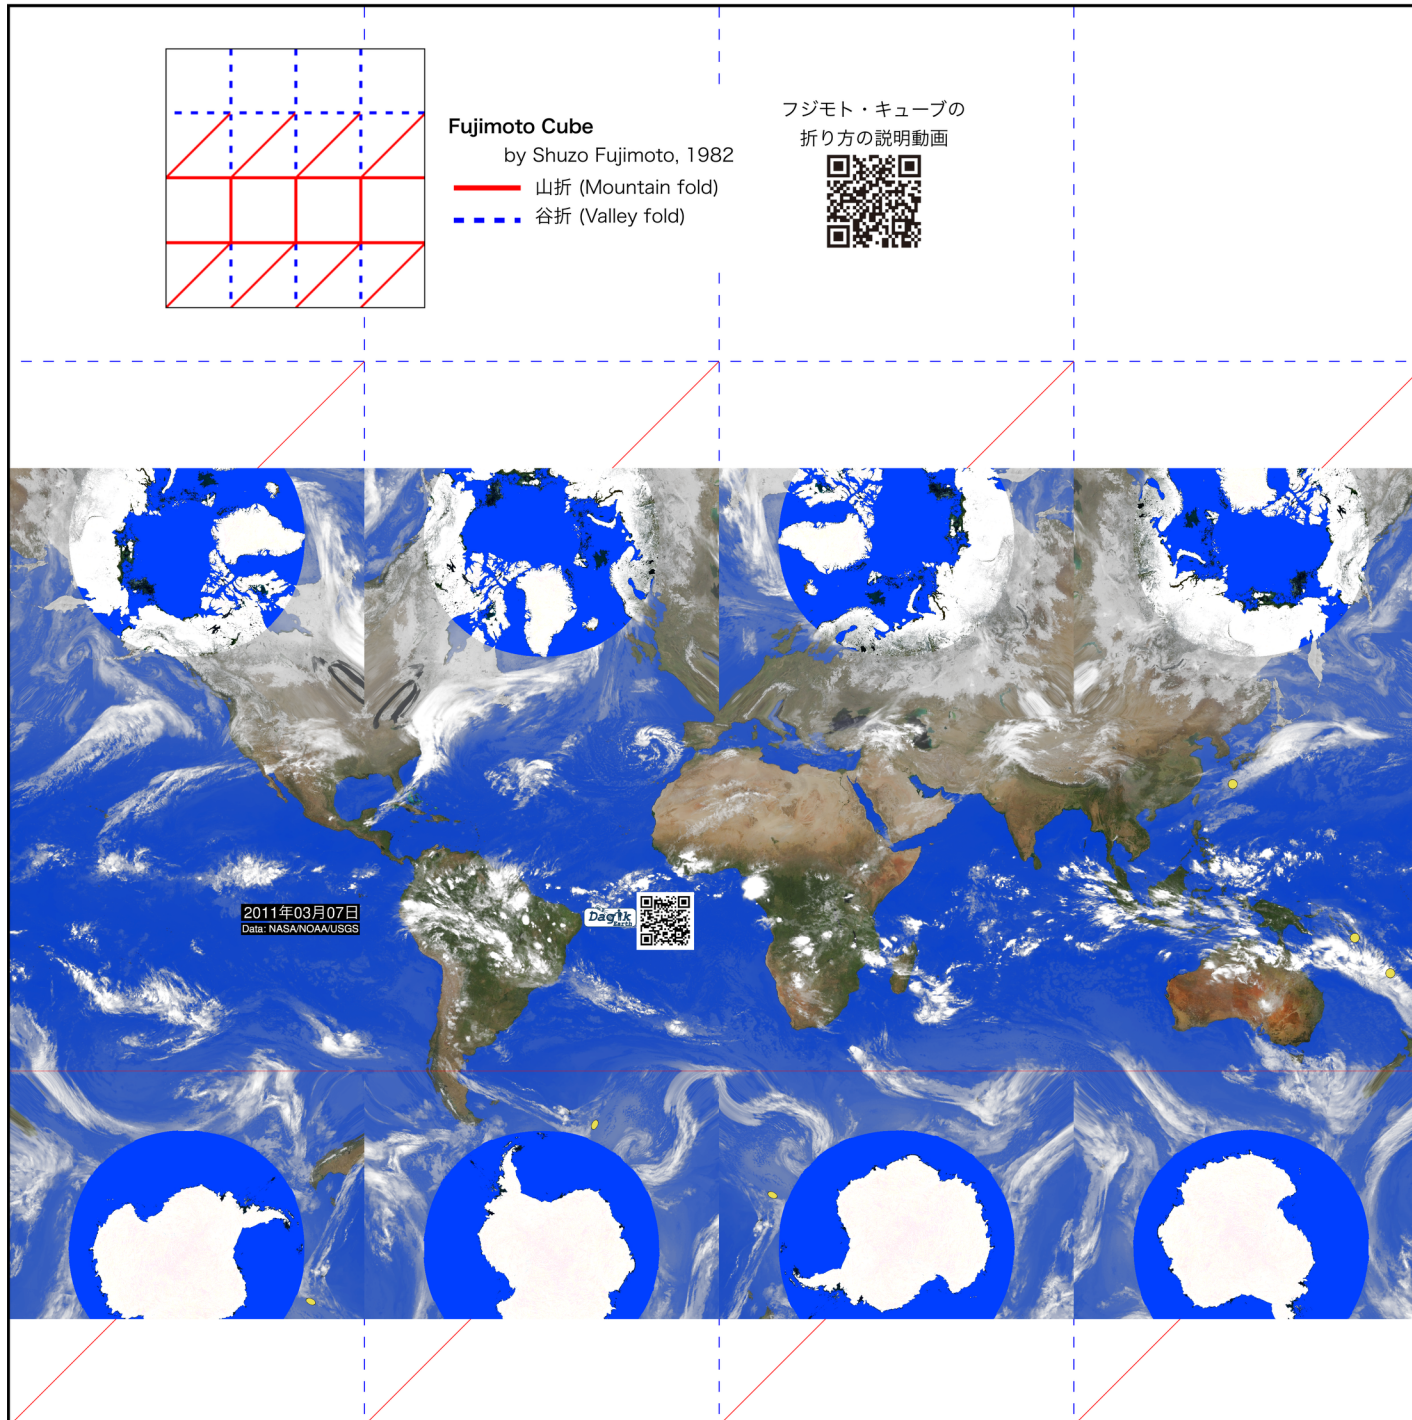 Fujimoto Cube
by Shuzo Fujimoto, 1982
山折 (Mountain fold)
谷折 (Valley fold)
フジモト・キューブの
折り方の説明動画
2011年03月07日
Data: NASA/NOAA/USGS
Dagik
Earth